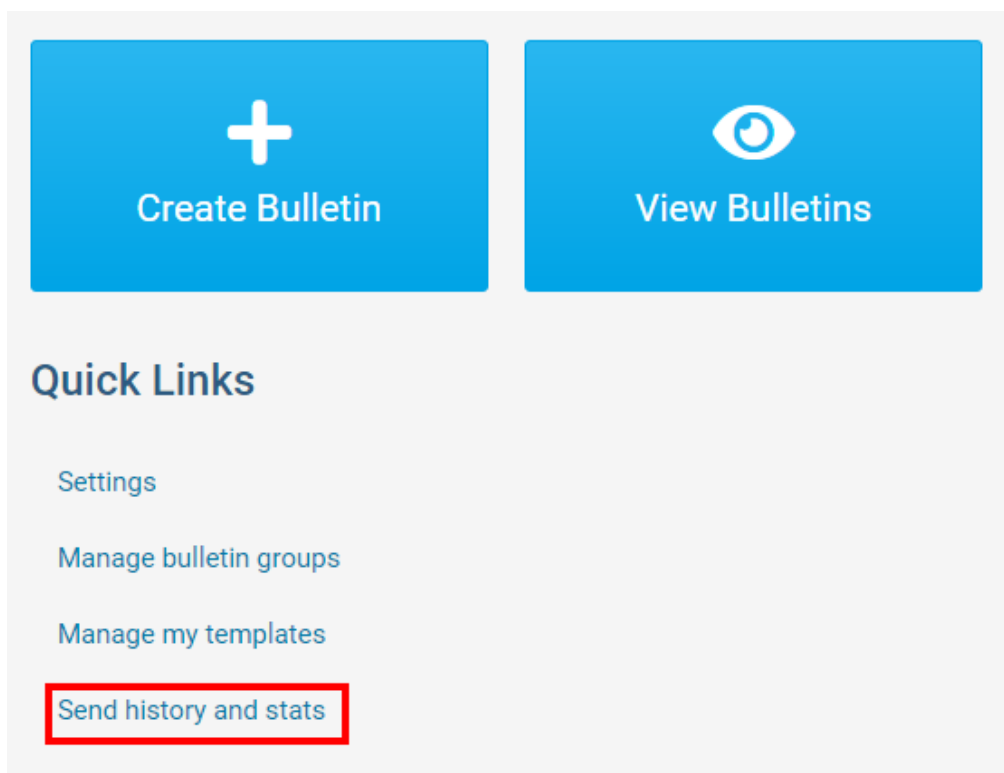 Create Bulletin
View Bulletins
Quick Links
Settings
Manage bulletin groups
Manage my templates
Send history and stats